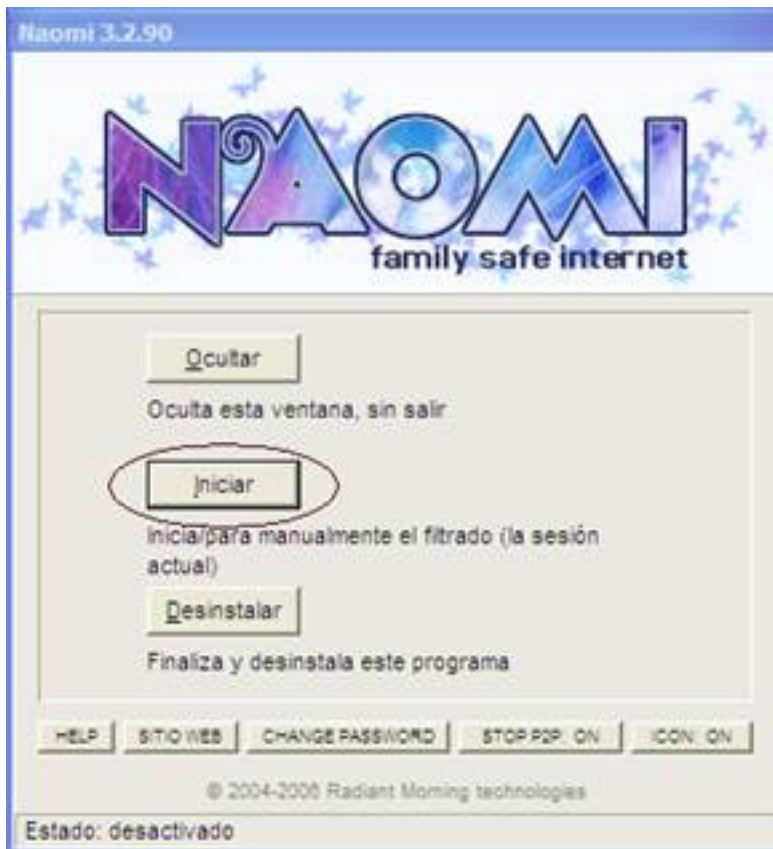 Naomi 3.2.90
NAOMI
family safe internet
Ocultar
Oculta esta ventana, sin salir
Iniciar
Inicia/para manualmente el filtrado (la sesión
actual)
Desinstalar
Finaliza y desinstala este programa
HELP SITIO WEB CHANGE PASSWORD STOP P2P: ON ICON: ON
© 2004-2006 Radiant Morning technologies
Estado: desactivado